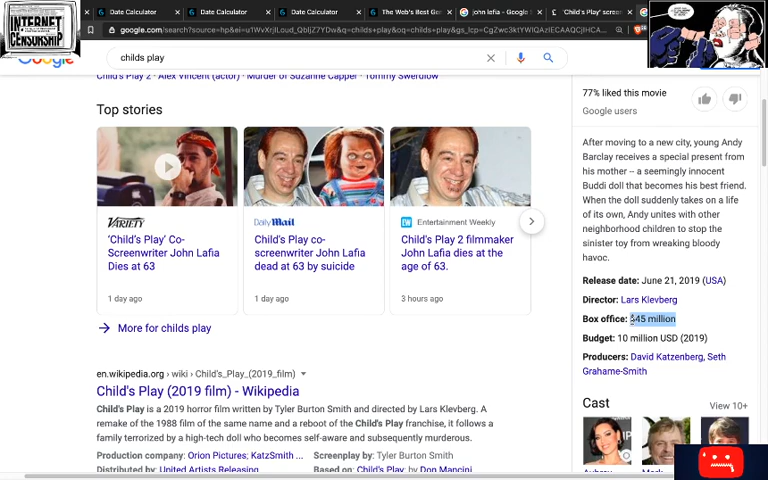 Date Calculator
Date Calculator
Date Calculator
The Web's Best Ger
john lafia - Google
'Child's Play' screen
INTERNET
CENSORSHIP
google.com/search?source=hp&ei=
childs play
Child's Play 2 · Alex Vincent (actor) · Murder of Suzanne Capper · Tommy Swerdlow
Top stories
VARIETY
'Child's Play' Co-
Screenwriter John Lafia
Dies at 63
1 day ago
Daily Mail
Child's Play co-
screenwriter John Lafia
dead at 63 by suicide
1 day ago
EW Entertainment Weekly
Child's Play 2 filmmaker
John Lafia dies at the
age of 63.
3 hours ago
More for childs play
en.wikipedia.org › wiki › Child's_Play_(2019_film)
Child's Play (2019 film) - Wikipedia
Child's Play is a 2019 horror film written by Tyler Burton Smith and directed by Lars Klevberg. A
remake of the 1988 film of the same name and a reboot of the Child's Play franchise, it follows a
family terrorized by a high-tech doll who becomes self-aware and subsequently murderous.
Production company: Orion Pictures; KatzSmith ...
Screenplay by: Tyler Burton Smith
Distributed by: United Artists Releasing
Based on: Child's Play; by Don Mancini
77% liked this movie
Google users
After moving to a new city, young Andy
Barclay receives a special present from
his mother -- a seemingly innocent
Buddi doll that becomes his best friend.
When the doll suddenly takes on a life
of its own, Andy unites with other
neighborhood children to stop the
sinister toy from wreaking bloody
havoc.
Release date: June 21, 2019 (USA)
Director: Lars Klevberg
Box office: $45 million
Budget: 10 million USD (2019)
Producers: David Katzenberg, Seth
Grahame-Smith
Cast
View 10+
Aubrey
Mark